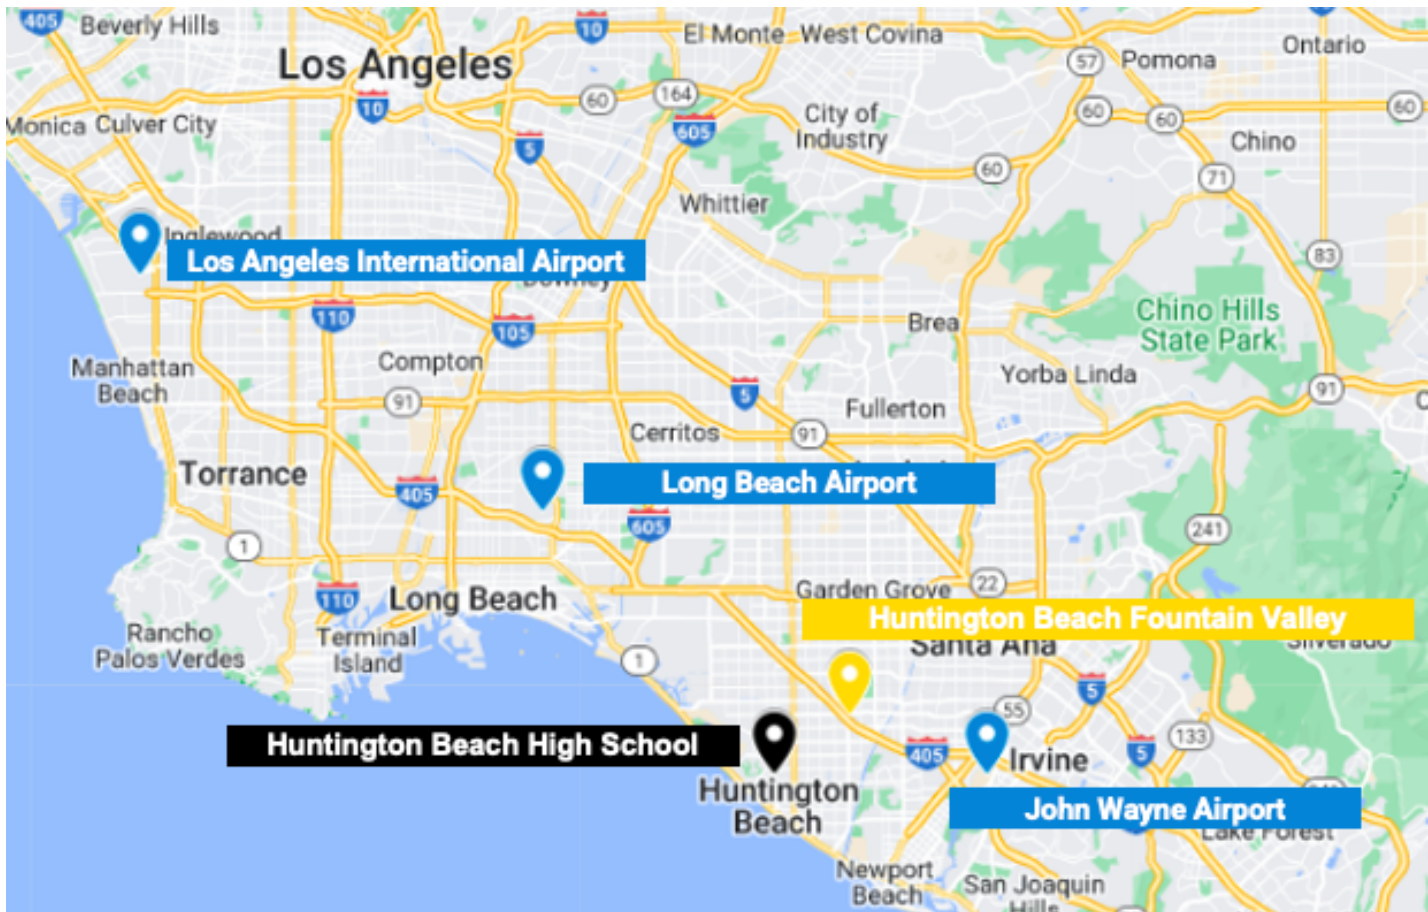 405
Beverly Hills
Los Angeles
10
El Monte
West Covina
57
Pomona
Ontario
Monica
Culver City
10
60
164
605
5
City of
Industry
60
60
60
Chino
60
71
Whittier
Inglewood
Los Angeles International Airport
Downey
83
110
105
Compton
Brea
Chino Hills
State Park
Manhattan
Beach
91
5
Yorba Linda
Fullerton
91
Cerritos
91
Torrance
405
Long Beach Airport
605
241
1
110
Long Beach
Garden Grove
22
Huntington Beach Fountain Valley
Santa Ana
Silverado
Rancho
Palos Verdes
Terminal
Island
1
5
55
Huntington Beach High School
405
Irvine
5
133
Huntington
Beach
John Wayne Airport
Lake Forest
Newport
Beach
San Joaquin
Hills